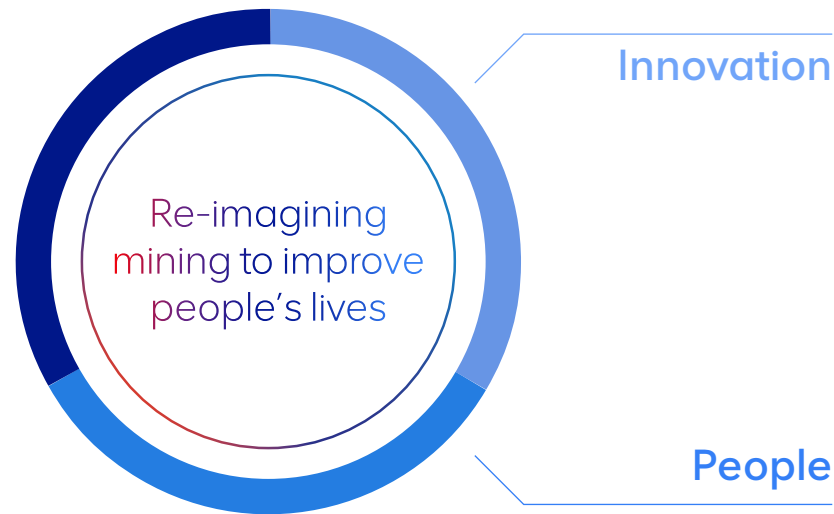 Innovation
Re-imagining
mining to improve
people’s lives
People